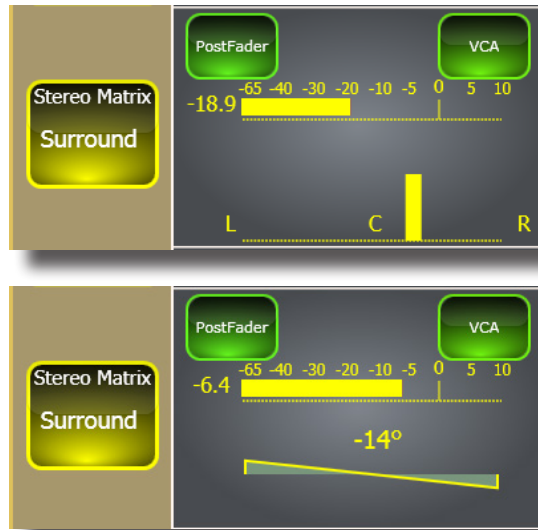 PostFader VCA
Stereo Matrix
Surround
-65 -40 -30 -20 -10 -5 0 5 10
-18.9
L C R
PostFader VCA
Stereo Matrix
Surround
-65 -40 -30 -20 -10 -5 0 5 10
-6.4
-14°